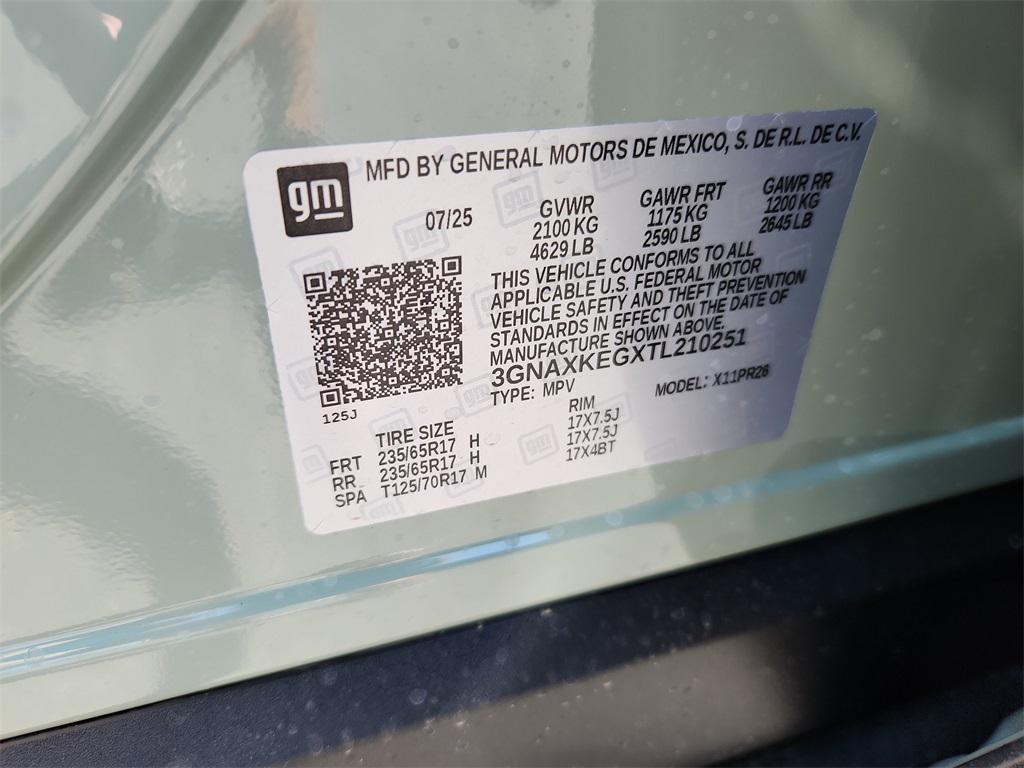 gm
MFD BY GENERAL MOTORS DE MEXICO, S. DE R.L. DE C.V.
07/25
GVWR
2100 KG
4629 LB
GAWR FRT
1175 KG
2590 LB
GAWR RR
1200 KG
2645 LB
THIS VEHICLE CONFORMS TO ALL
APPLICABLE U.S. FEDERAL MOTOR
VEHICLE SAFETY AND THEFT PREVENTION
STANDARDS IN EFFECT ON THE DATE OF
MANUFACTURE SHOWN ABOVE.
3GNAXKEGXTL210251
TYPE: MPV
MODEL: X11PR26
125J
TIRE SIZE
RIM
FRT 235/65R17 H 17X7.5J
RR 235/65R17 H 17X7.5J
SPA T125/70R17 M 17X4BT